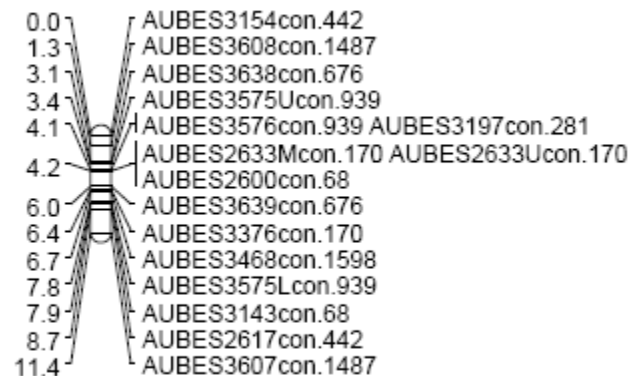 0.0 AUBES3154con.442
1.3 AUBES3608con.1487
3.1 AUBES3638con.676
3.4 AUBES3575Ucon.939
4.1 AUBES3576con.939 AUBES3197con.281
4.2 AUBES2633Mcon.170 AUBES2633Ucon.170
AUBES2600con.68
6.0 AUBES3639con.676
6.4 AUBES3376con.170
6.7 AUBES3468con.1598
7.8 AUBES3575Lcon.939
7.9 AUBES3143con.68
8.7 AUBES2617con.442
11.4 AUBES3607con.1487